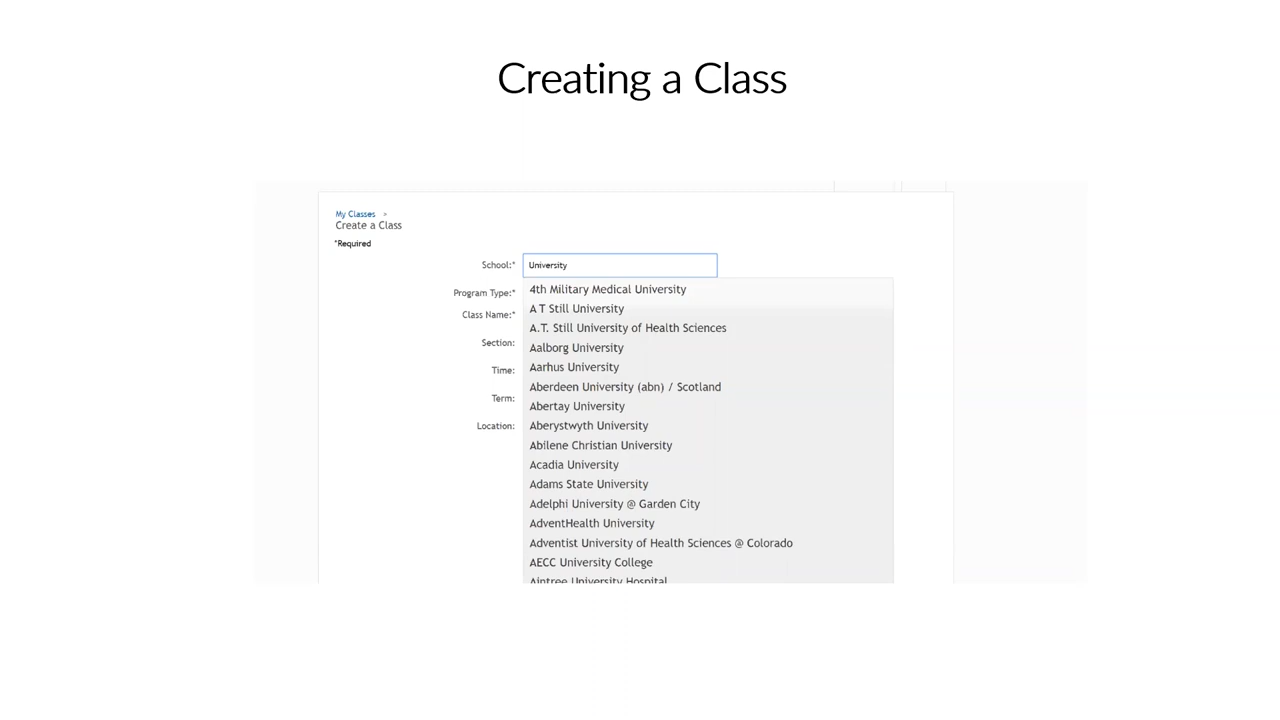 Creating a Class
My Classes >
Create a Class
*Required
School:* University
Program Type:*
Class Name:*
Section:
Time:
Term:
Location:
4th Military Medical University
A T Still University
A.T. Still University of Health Sciences
Aalborg University
Aarhus University
Aberdeen University (abn) / Scotland
Abertay University
Aberystwyth University
Abilene Christian University
Acadia University
Adams State University
Adelphi University @ Garden City
AdventHealth University
Adventist University of Health Sciences @ Colorado
AECC University College
Aintree University Hospital